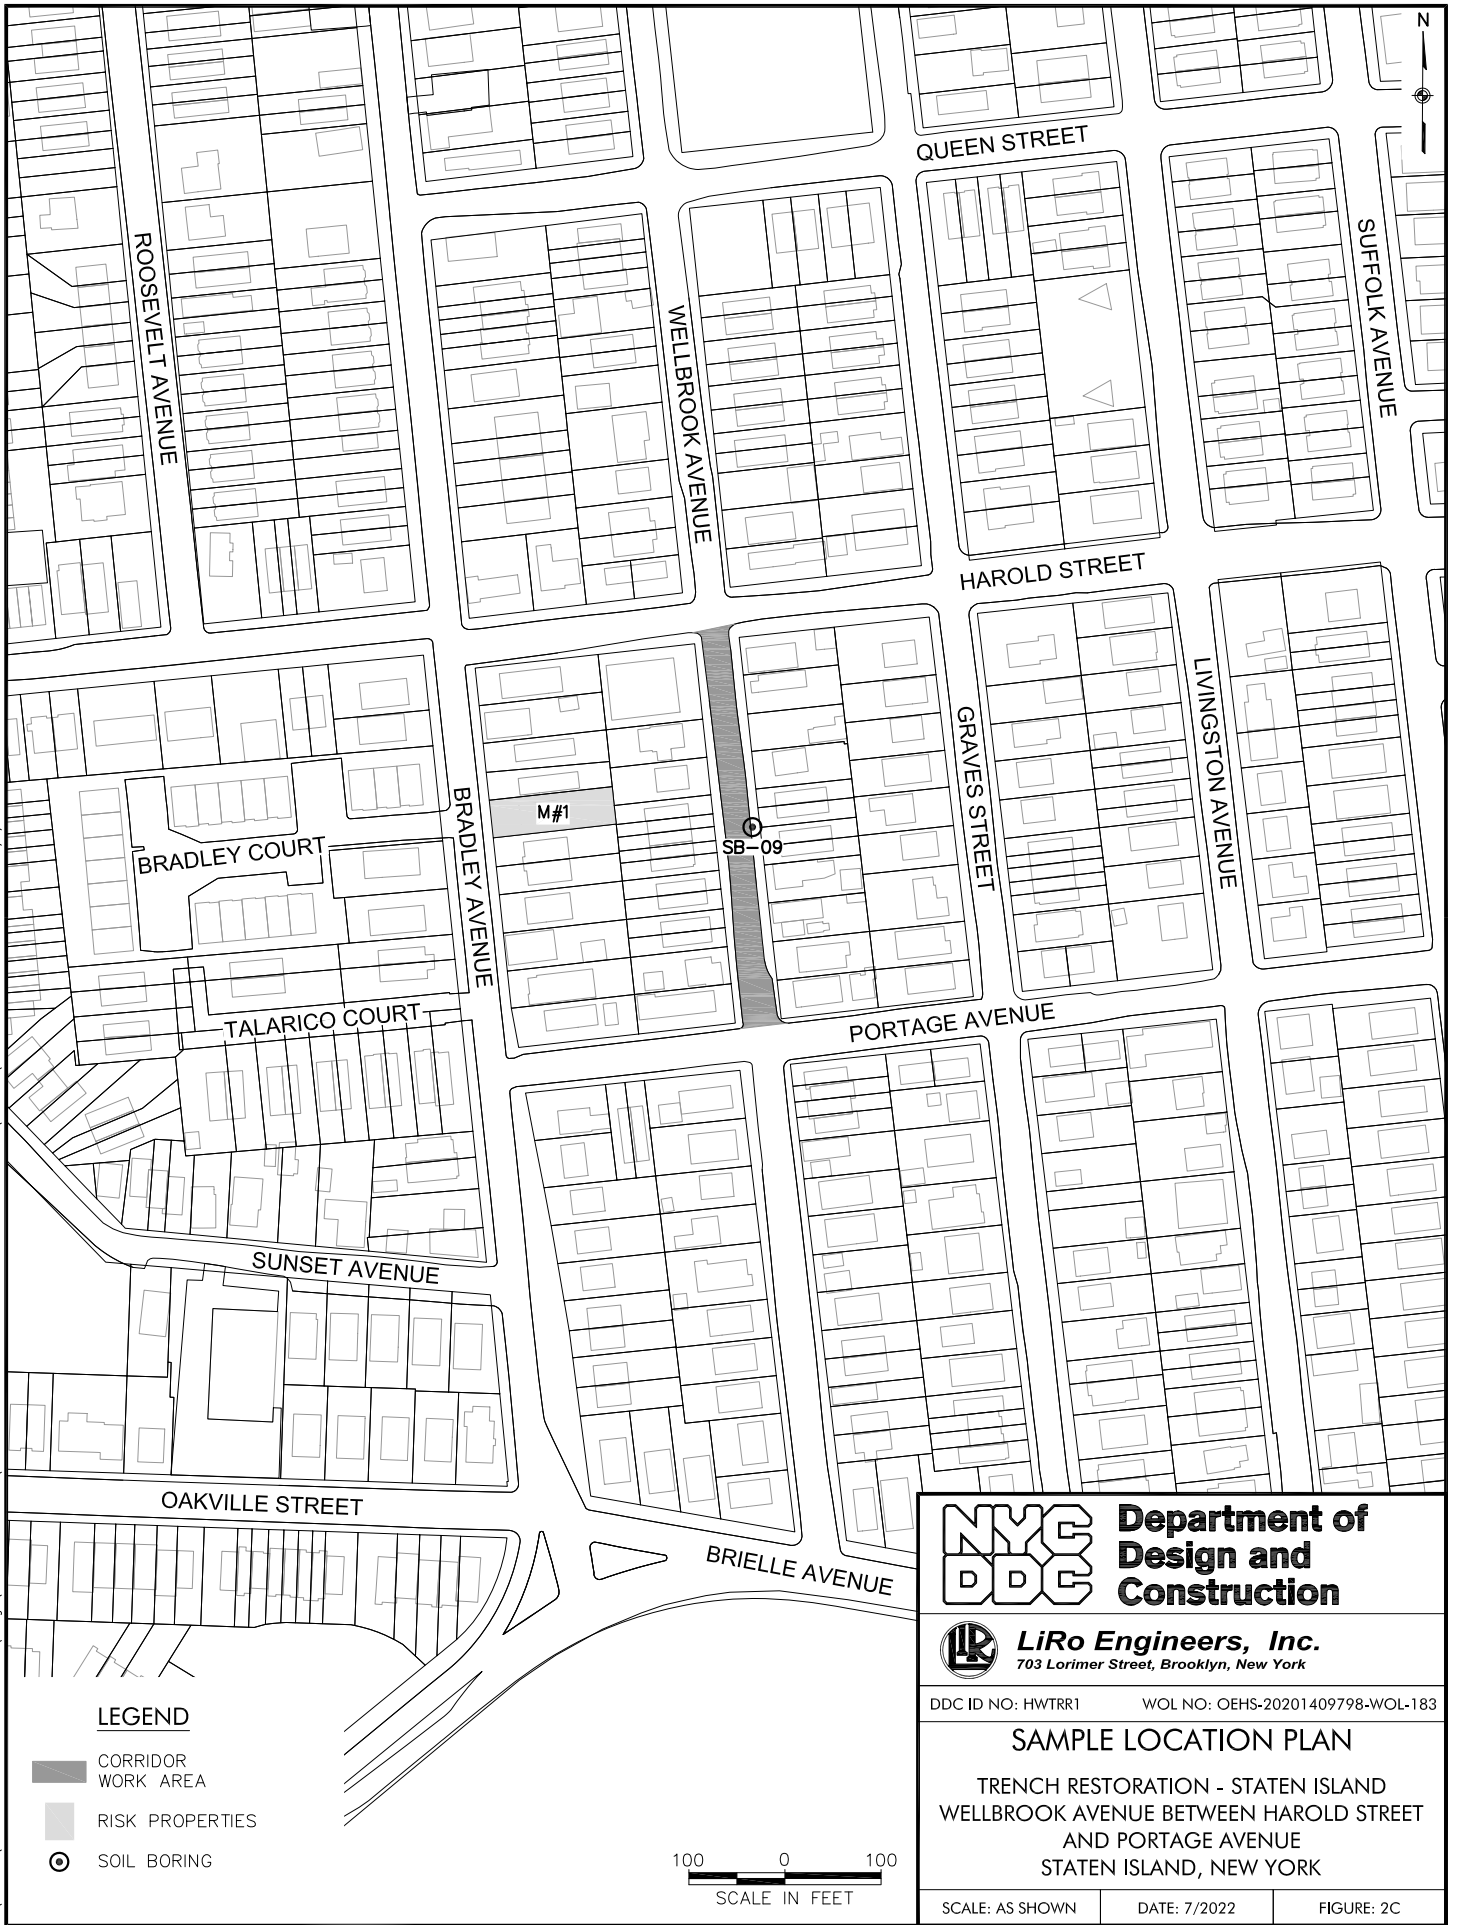 N
QUEEN STREET
ROOSEVELT AVENUE
SUFFOLK AVENUE
WELLBROOK AVENUE
HAROLD STREET
LIVINGSTON AVENUE
GRAVES STREET
BRADLEY AVENUE
M#1
SB-09
BRADLEY COURT
TALARICO COURT
PORTAGE AVENUE
SUNSET AVENUE
OAKVILLE STREET
BRIELLE AVENUE
LEGEND
CORRIDOR
WORK AREA
RISK PROPERTIES
SOIL BORING
100 0 100
SCALE IN FEET
NYC
DDC
Department of
Design and
Construction
LiRo
LiRo Engineers, Inc.
703 Lorimer Street, Brooklyn, New York
DDC ID NO: HWTRR1 WOL NO: OEHS-20201409798-WOL-183
SAMPLE LOCATION PLAN
TRENCH RESTORATION - STATEN ISLAND
WELLBROOK AVENUE BETWEEN HAROLD STREET
AND PORTAGE AVENUE
STATEN ISLAND, NEW YORK
SCALE: AS SHOWN DATE: 7/2022 FIGURE: 2C